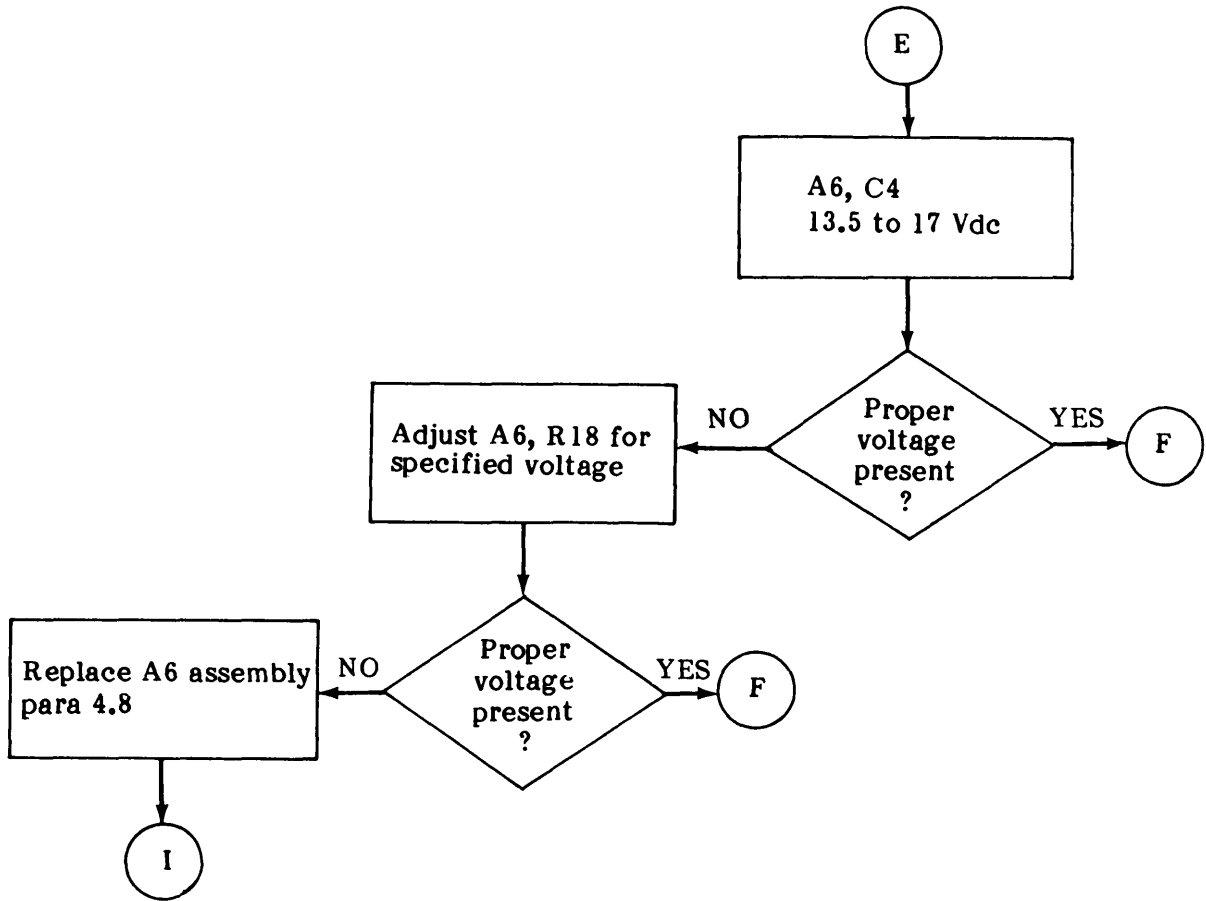 E
A6, C4
13.5 to 17 Vdc
Proper
voltage
present
?
NO
YES
F
Adjust A6, R18 for
specified voltage
Proper
voltage
present
?
NO
YES
F
Replace A6 assembly
para 4.8
I